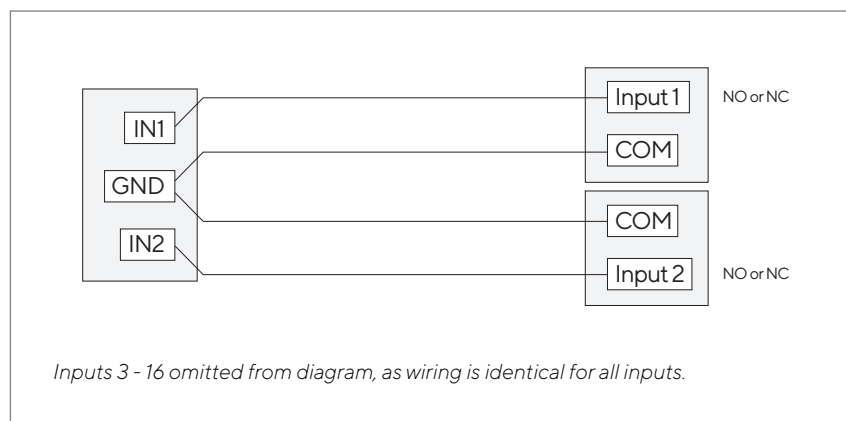 IN1
GND
IN2
Input 1
NO or NC
COM
COM
Input 2
NO or NC
Inputs 3 - 16 omitted from diagram, as wiring is identical for all inputs.